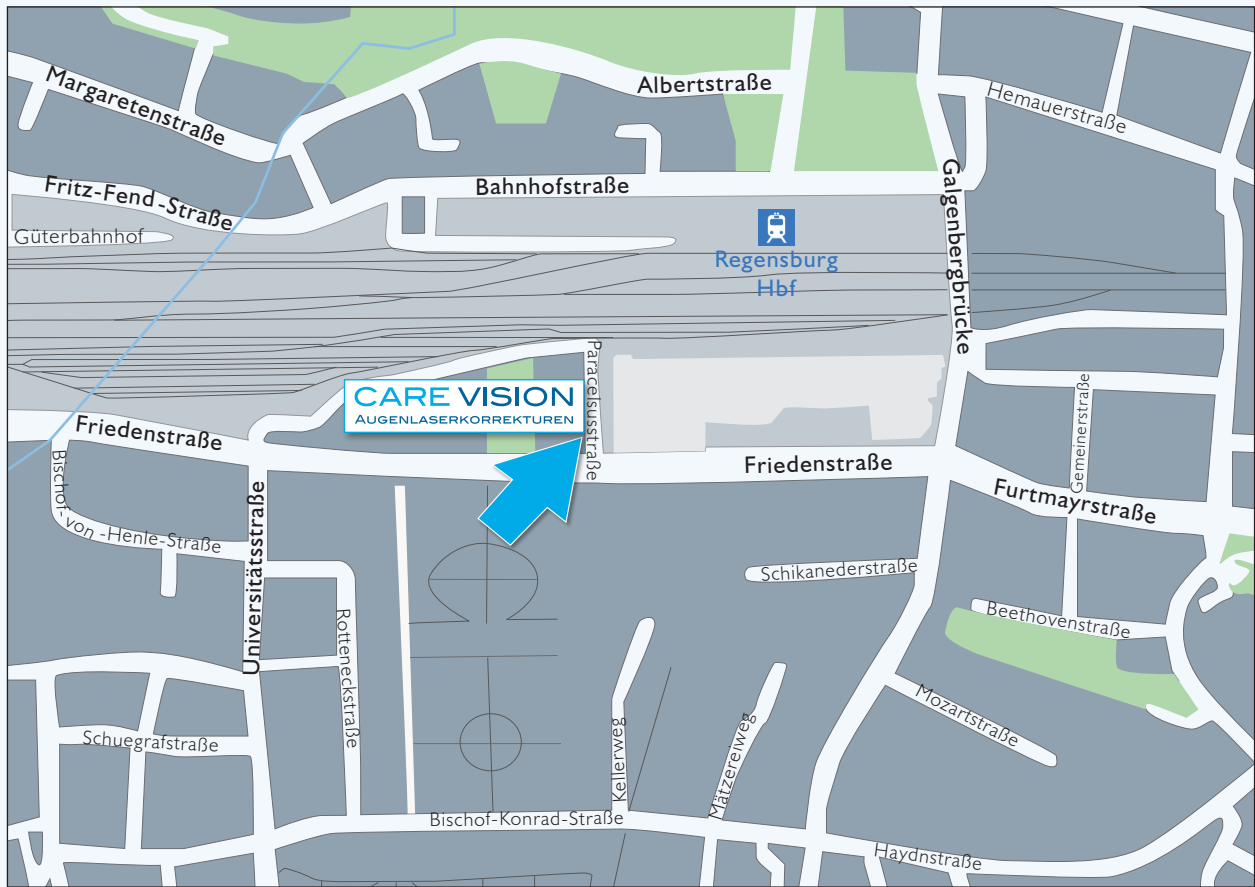 Albertstraße
Margaretenstraße
Hemauerstraße
Bahnhofstraße
Fritz-Fend-Straße
Galgenbergbrücke
Güterbahnhof
Regensburg
Hbf
Paracelsusstraße
CARE VISION
AUGENLASERKORREKTUREN
Gemeinerstraße
Friedenstraße
Friedenstraße
Furtmayrstraße
Bischof-von-Henle-Straße
Universitätsstraße
Schikanederstraße
Beethovenstraße
Rotteneckstraße
Mozartstraße
Schuegrafstraße
Kellerweg
Mätzereiweg
Bischof-Konrad-Straße
Haydnstraße